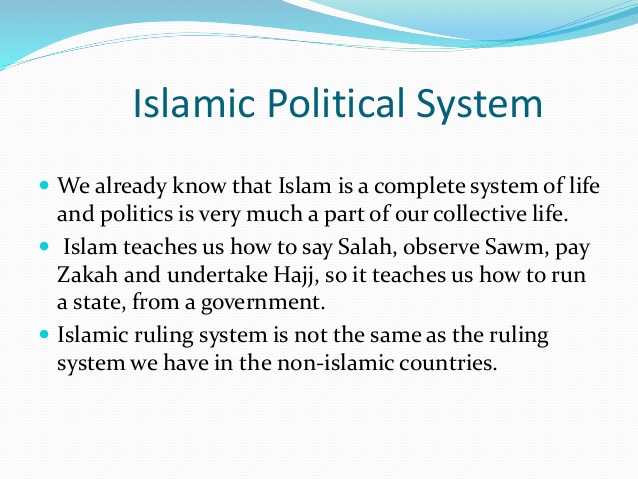 Islamic Political System
• We already know that Islam is a complete system of life
and politics is very much a part of our collective life.
• Islam teaches us how to say Salah, observe Sawm, pay
Zakah and undertake Hajj, so it teaches us how to run
a state, from a government.
• Islamic ruling system is not the same as the ruling
system we have in the non-islamic countries.